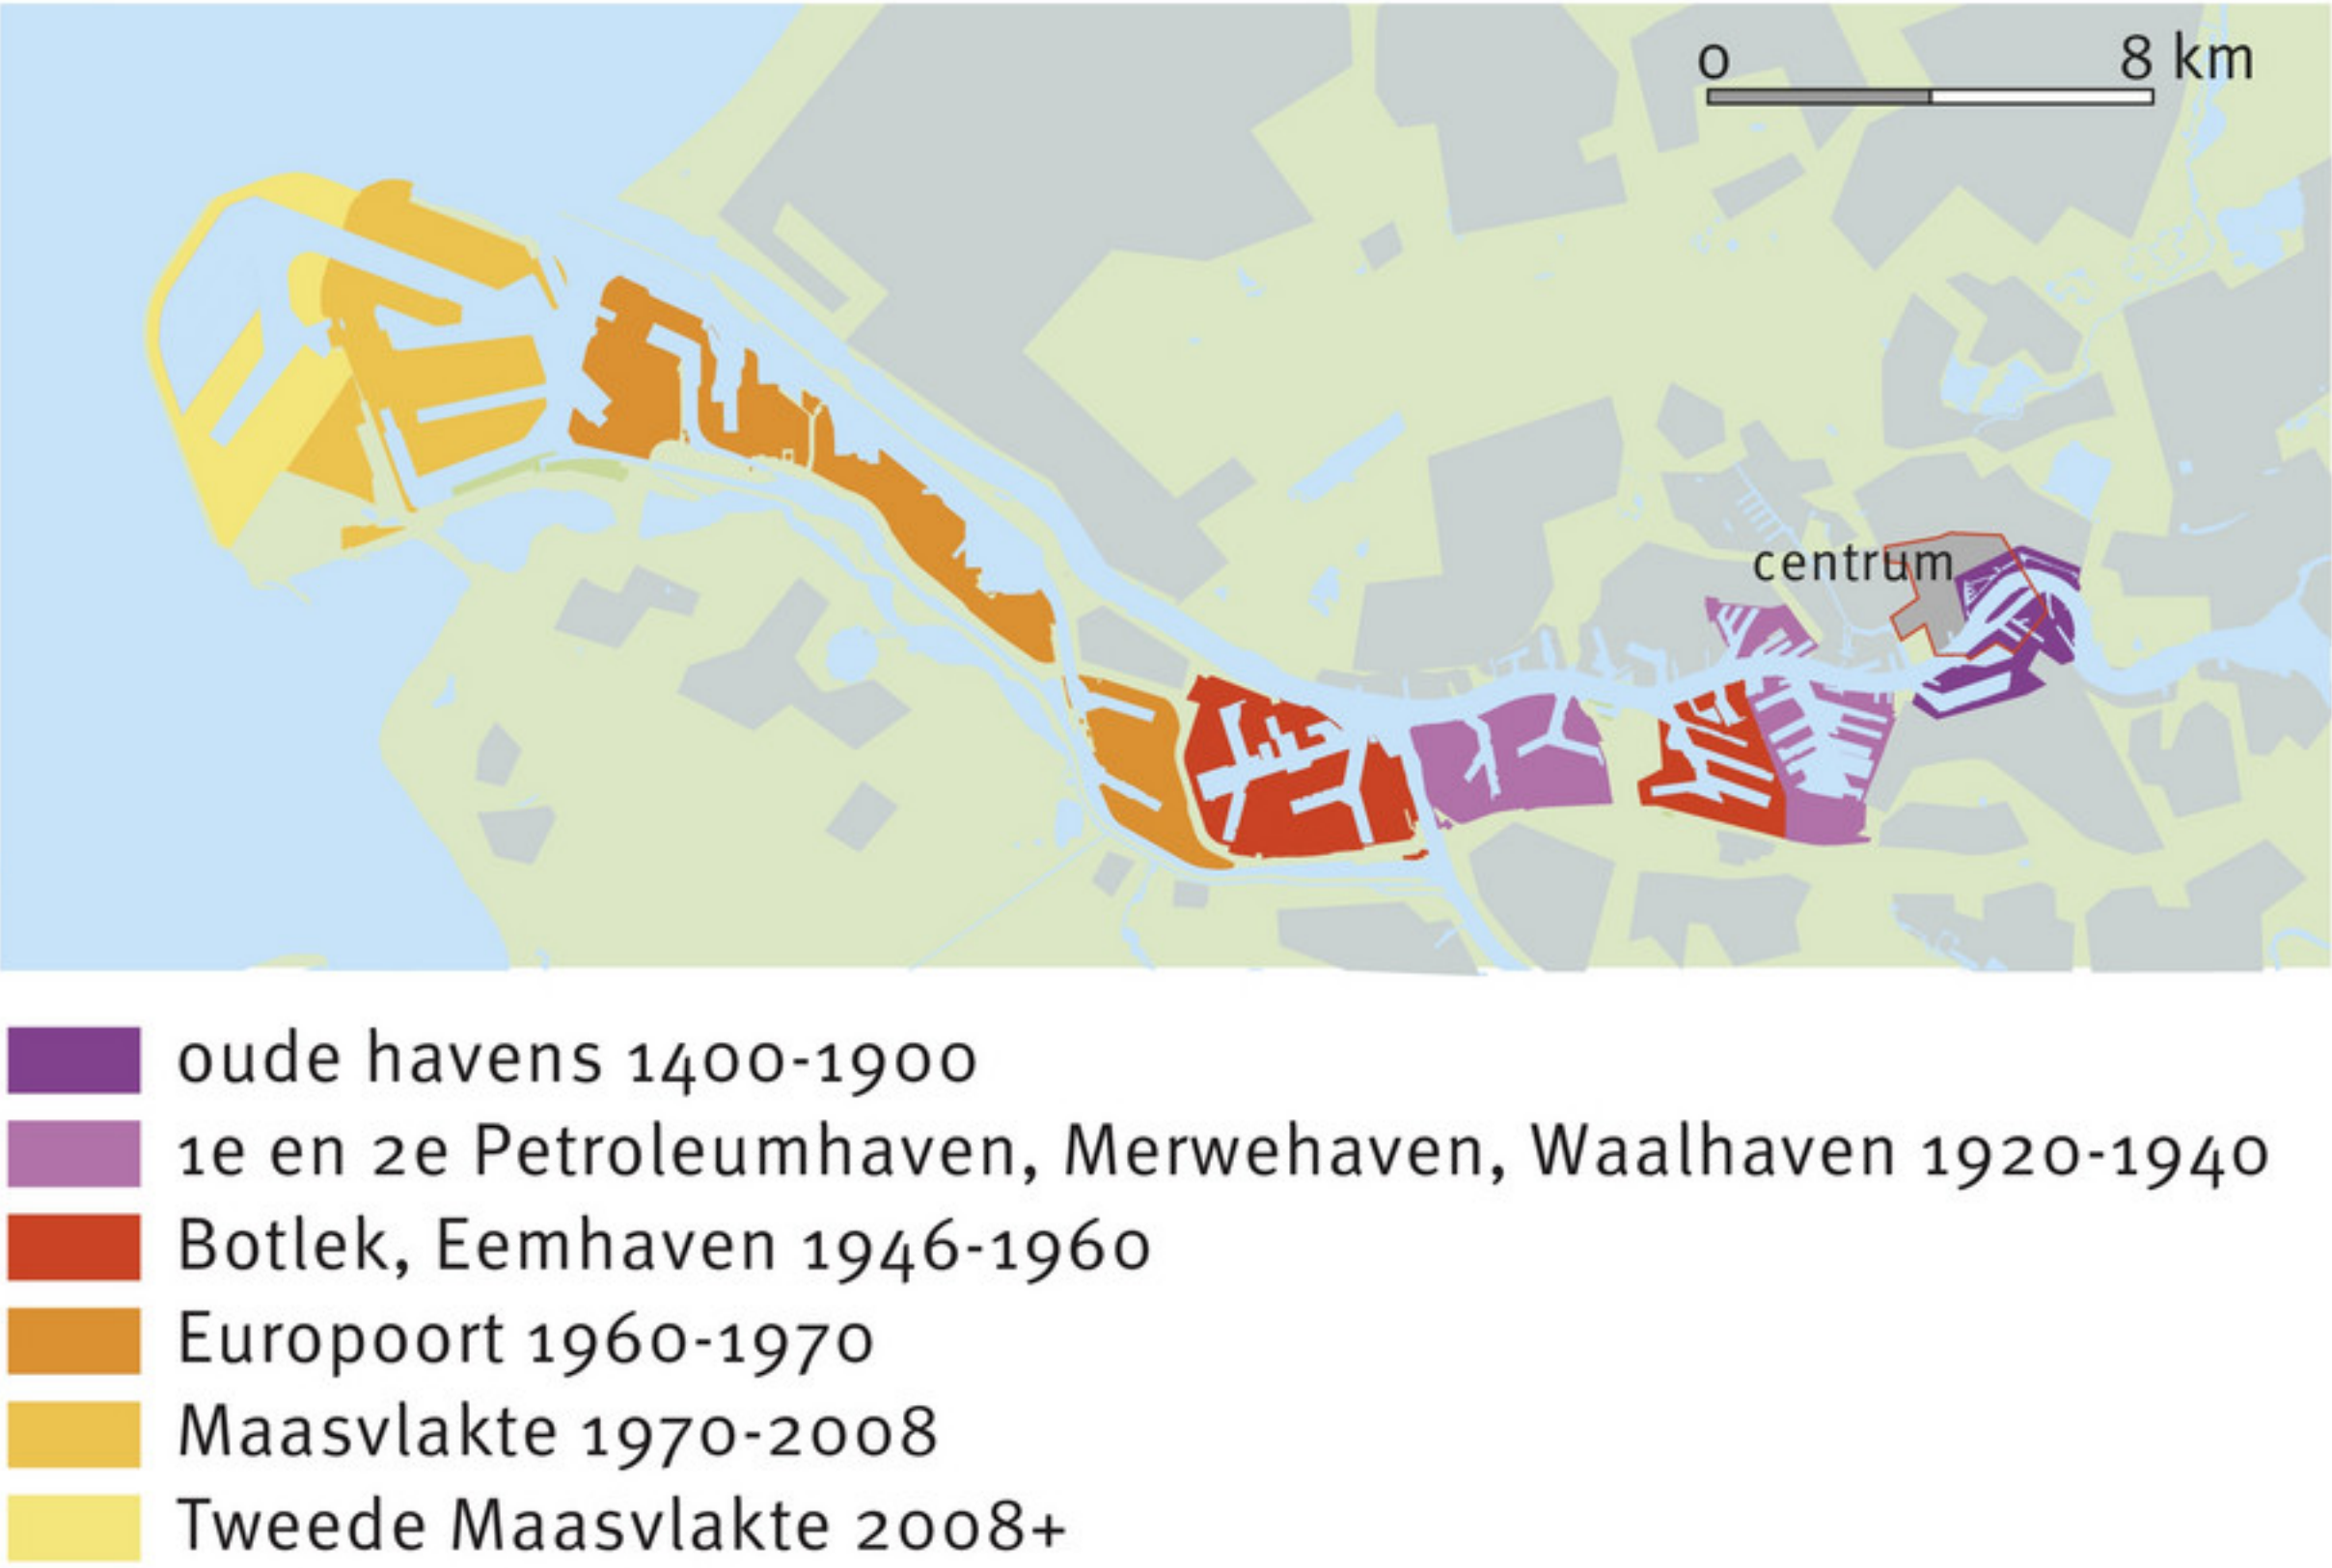 0 8 km
centrum
oude havens 1400-1900
1e en 2e Petroleumhaven, Merwehaven, Waalhaven 1920-1940
Botlek, Eemhaven 1946-1960
Europoort 1960-1970
Maasvlakte 1970-2008
Tweede Maasvlakte 2008+